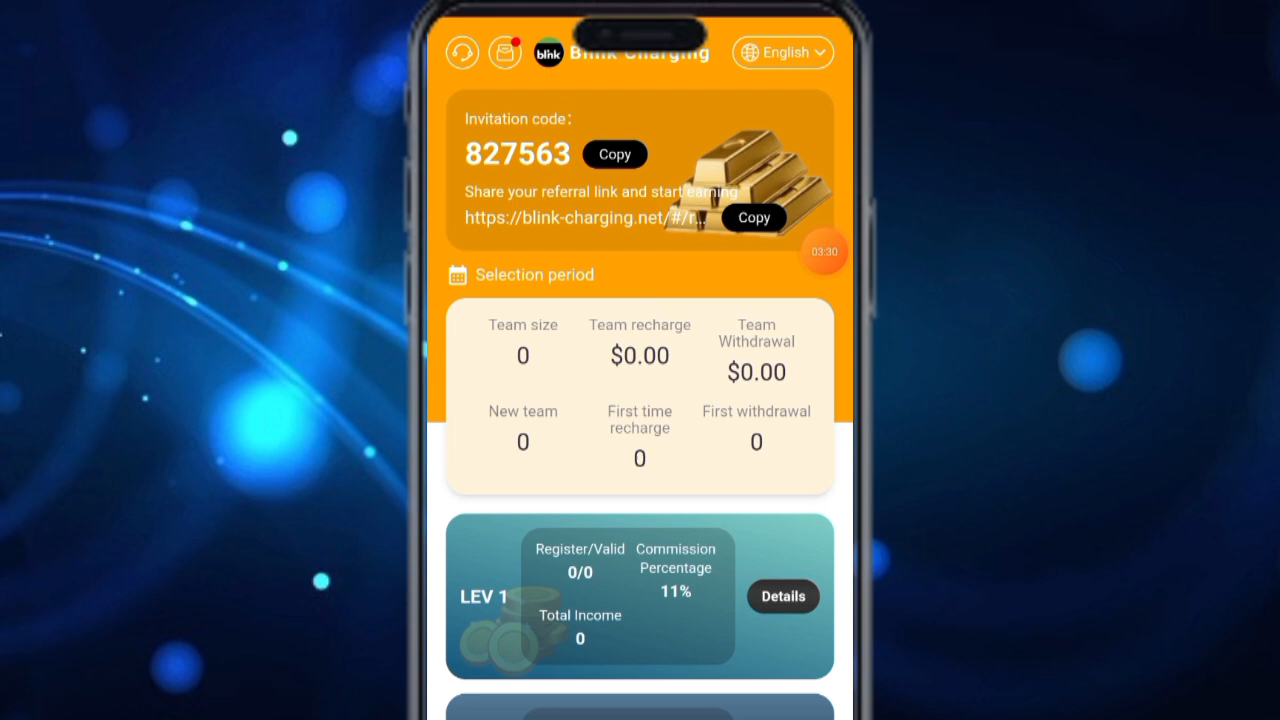 blink Blink Charging English
Invitation code:
827563 Copy
Share your referral link and start earning
https://blink-charging.net/#/r... Copy
03:30
Selection period
Team size Team recharge Team Withdrawal
0 $0.00 $0.00
New team First time recharge First withdrawal
0 0 0
LEV 1
Register/Valid
0/0
Commission
Percentage
11%
Total Income
0
Details